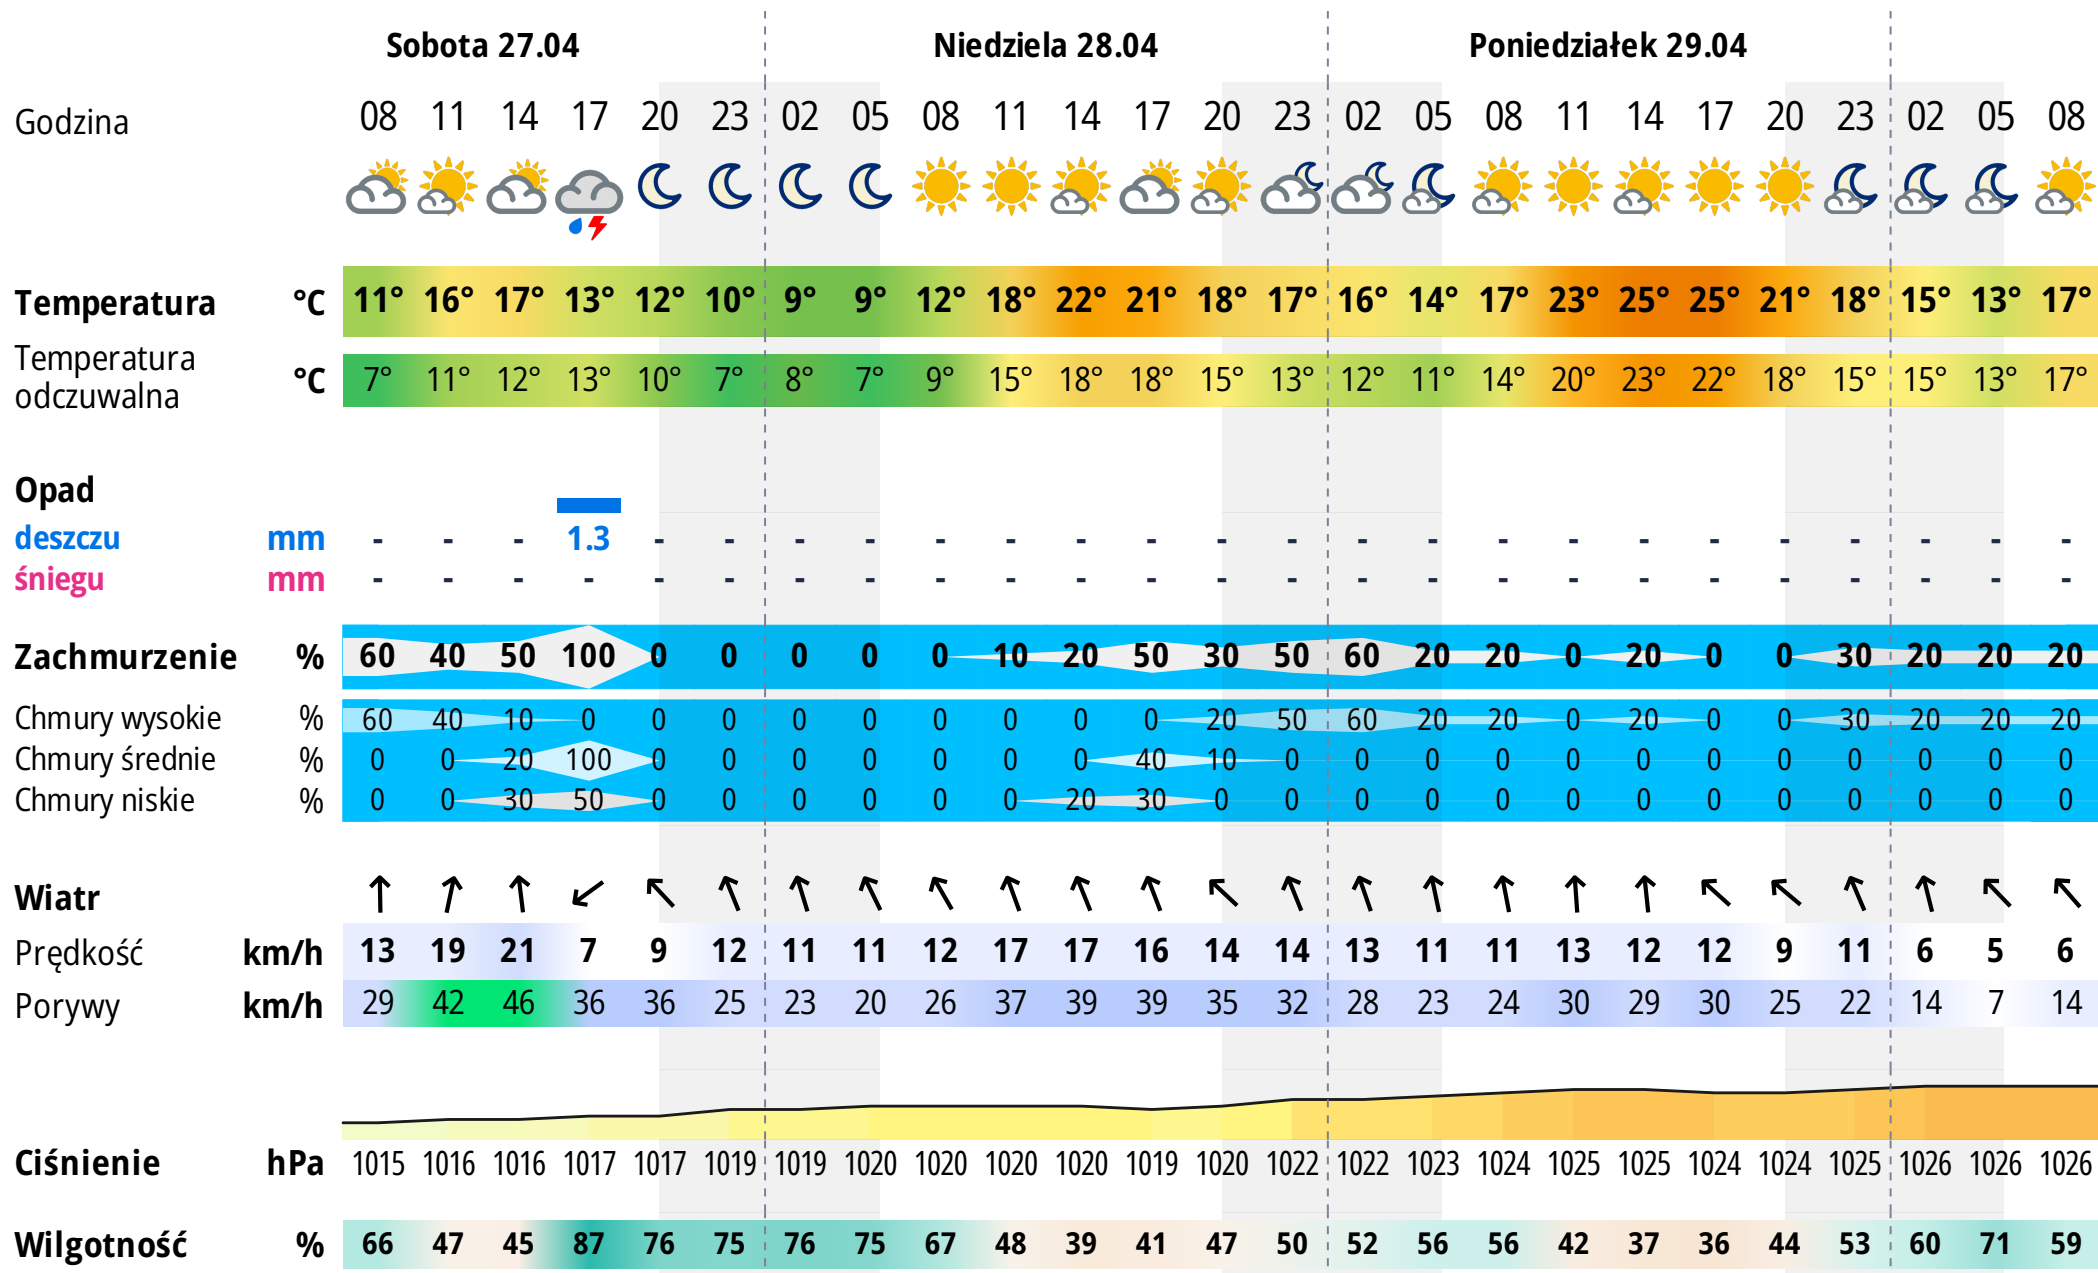 Sobota 27.04 Niedziela 28.04 Poniedziałek 29.04
Godzina 08 11 14 17 20 23 02 05 08 11 14 17 20 23 02 05 08 11 14 17 20 23 02 05 08
Temperatura °C 11° 16° 17° 13° 12° 10° 9° 9° 12° 18° 22° 21° 18° 17° 16° 14° 17° 23° 25° 25° 21° 18° 15° 13° 17°
Temperatura
odczuwalna °C 7° 11° 12° 13° 10° 7° 8° 7° 9° 15° 18° 18° 15° 13° 12° 11° 14° 20° 23° 22° 18° 15° 15° 13° 17°
Opad
deszczu mm - - - 1.3 - - - - - - - - - - - - - - - - - - - - -
śniegu mm - - - - - - - - - - - - - - - - - - - - - - - - -
Zachmurzenie % 60 40 50 100 0 0 0 0 0 10 20 50 30 50 60 20 20 0 20 0 0 30 20 20 20
Chmury wysokie % 60 40 10 0 0 0 0 0 0 0 0 0 20 50 60 20 20 0 20 0 0 30 20 20 20
Chmury średnie % 0 0 20 100 0 0 0 0 0 0 0 40 10 0 0 0 0 0 0 0 0 0 0 0 0
Chmury niskie % 0 0 30 50 0 0 0 0 0 0 20 30 0 0 0 0 0 0 0 0 0 0 0 0 0
Wiatr
Prędkość km/h 13 19 21 7 9 12 11 11 12 17 17 16 14 14 13 11 11 13 12 12 9 11 6 5 6
Porywy km/h 29 42 46 36 36 25 23 20 26 37 39 39 35 32 28 23 24 30 29 30 25 22 14 7 14
Ciśnienie hPa 1015 1016 1016 1017 1017 1019 1019 1020 1020 1020 1020 1019 1020 1022 1022 1023 1024 1025 1025 1024 1024 1025 1026 1026 1026
Wilgotność % 66 47 45 87 76 75 76 75 67 48 39 41 47 50 52 56 56 42 37 36 44 53 60 71 59